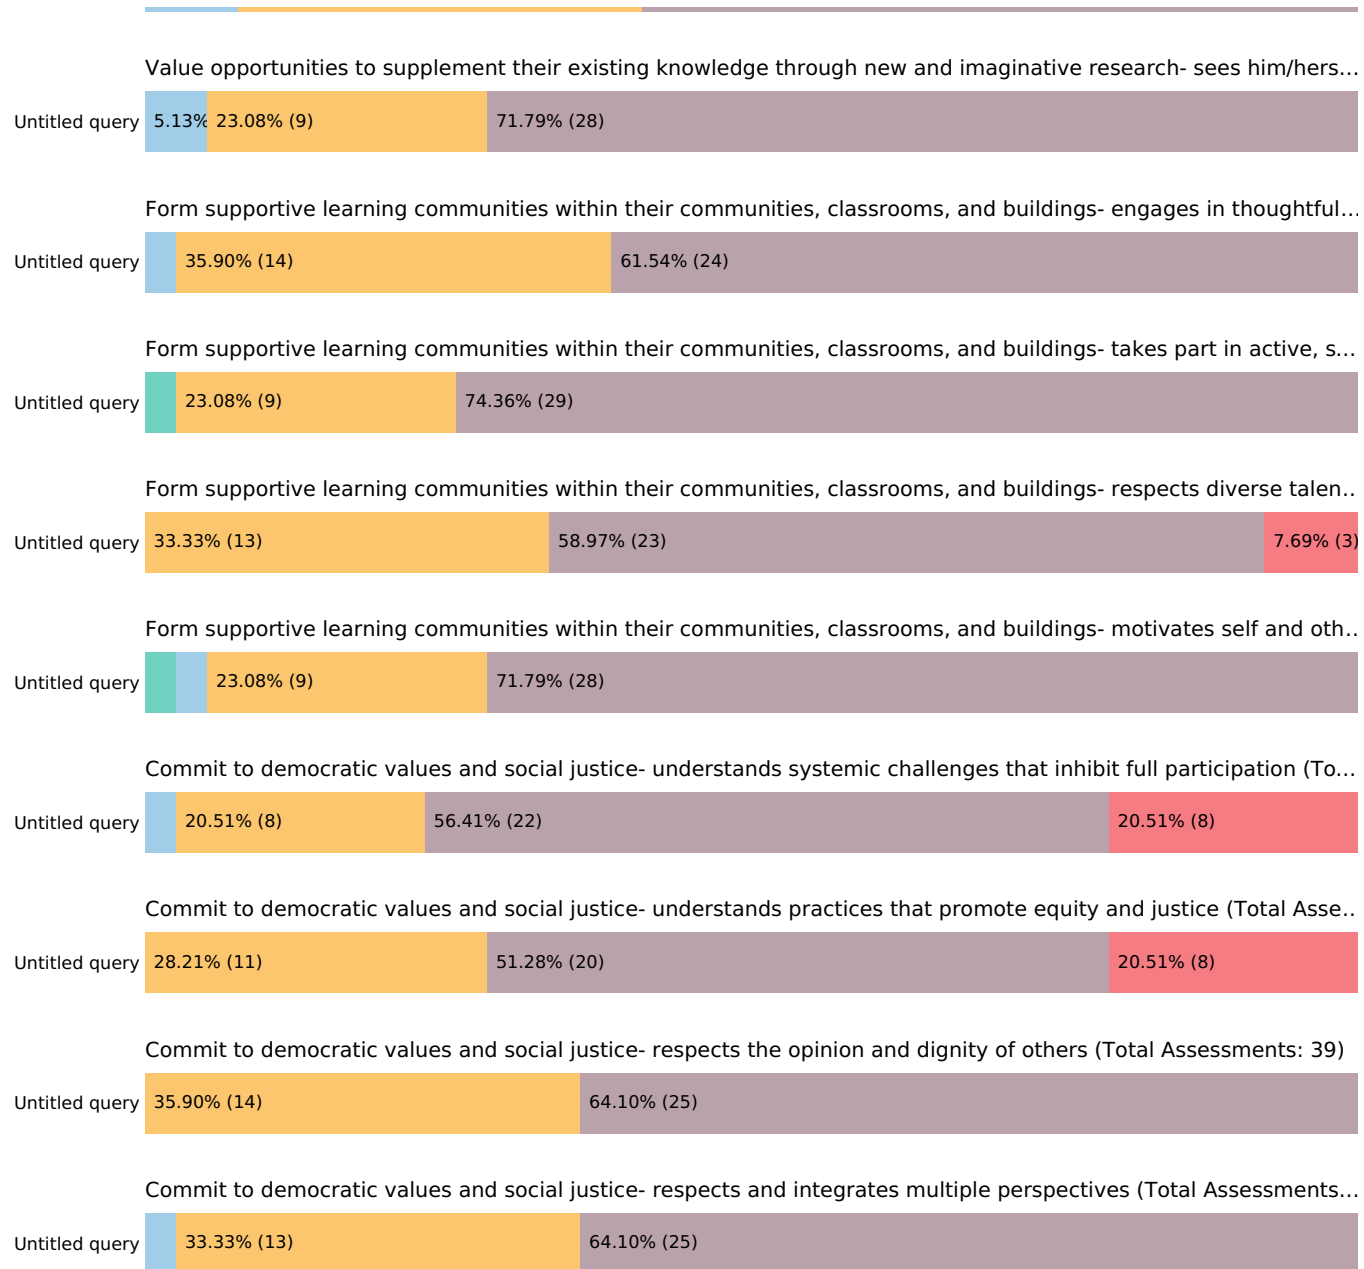 Value opportunities to supplement their existing knowledge through new and imaginative research- sees him/hers...
Untitled query 5.13% 23.08% (9) 71.79% (28)
Form supportive learning communities within their communities, classrooms, and buildings- engages in thoughtful...
Untitled query 35.90% (14) 61.54% (24)
Form supportive learning communities within their communities, classrooms, and buildings- takes part in active, s...
Untitled query 23.08% (9) 74.36% (29)
Form supportive learning communities within their communities, classrooms, and buildings- respects diverse talen...
Untitled query 33.33% (13) 58.97% (23) 7.69% (3)
Form supportive learning communities within their communities, classrooms, and buildings- motivates self and oth...
Untitled query 23.08% (9) 71.79% (28)
Commit to democratic values and social justice- understands systemic challenges that inhibit full participation (To...
Untitled query 20.51% (8) 56.41% (22) 20.51% (8)
Commit to democratic values and social justice- understands practices that promote equity and justice (Total Asse...
Untitled query 28.21% (11) 51.28% (20) 20.51% (8)
Commit to democratic values and social justice- respects the opinion and dignity of others (Total Assessments: 39)
Untitled query 35.90% (14) 64.10% (25)
Commit to democratic values and social justice- respects and integrates multiple perspectives (Total Assessments...
Untitled query 33.33% (13) 64.10% (25)